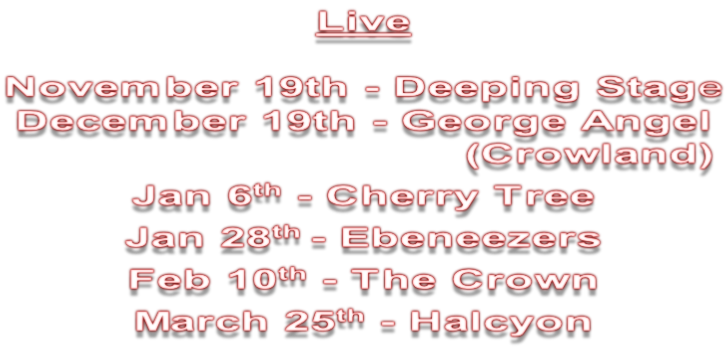 Live
November 19th - Deeping Stage
December 19th - George Angel
(Crowland)
Jan 6th - Cherry Tree
Jan 28th - Ebeneezers
Feb 10th - The Crown
March 25th - Halcyon